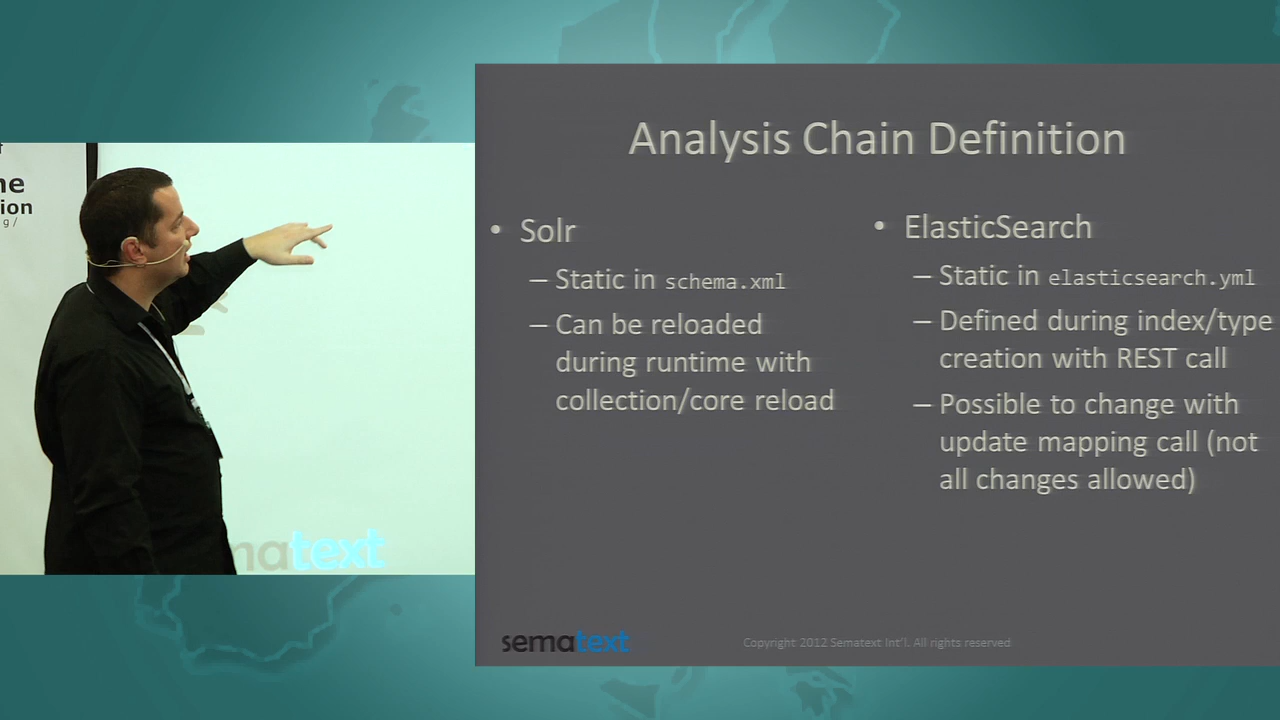 ne
ion
g/
matext
Analysis Chain Definition
• Solr
– Static in schema.xml
– Can be reloaded
during runtime with
collection/core reload
• ElasticSearch
– Static in elasticsearch.yml
– Defined during index/type
creation with REST call
– Possible to change with
update mapping call (not
all changes allowed)
sematext
Copyright 2012 Sematext Int'l. All rights reserved